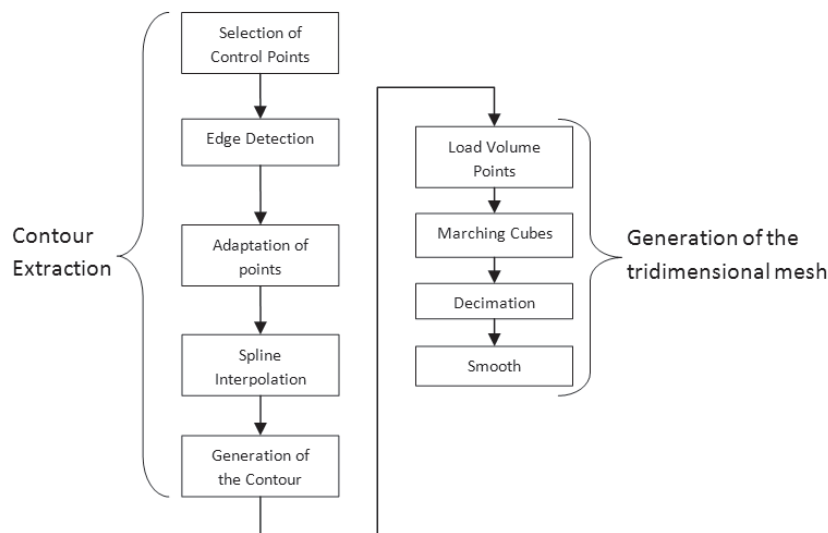 Contour
Extraction
Selection of
Control Points
Edge Detection
Adaptation of
points
Spline
Interpolation
Generation of
the Contour
Load Volume
Points
Marching Cubes
Decimation
Smooth
Generation of the
tridimensional mesh